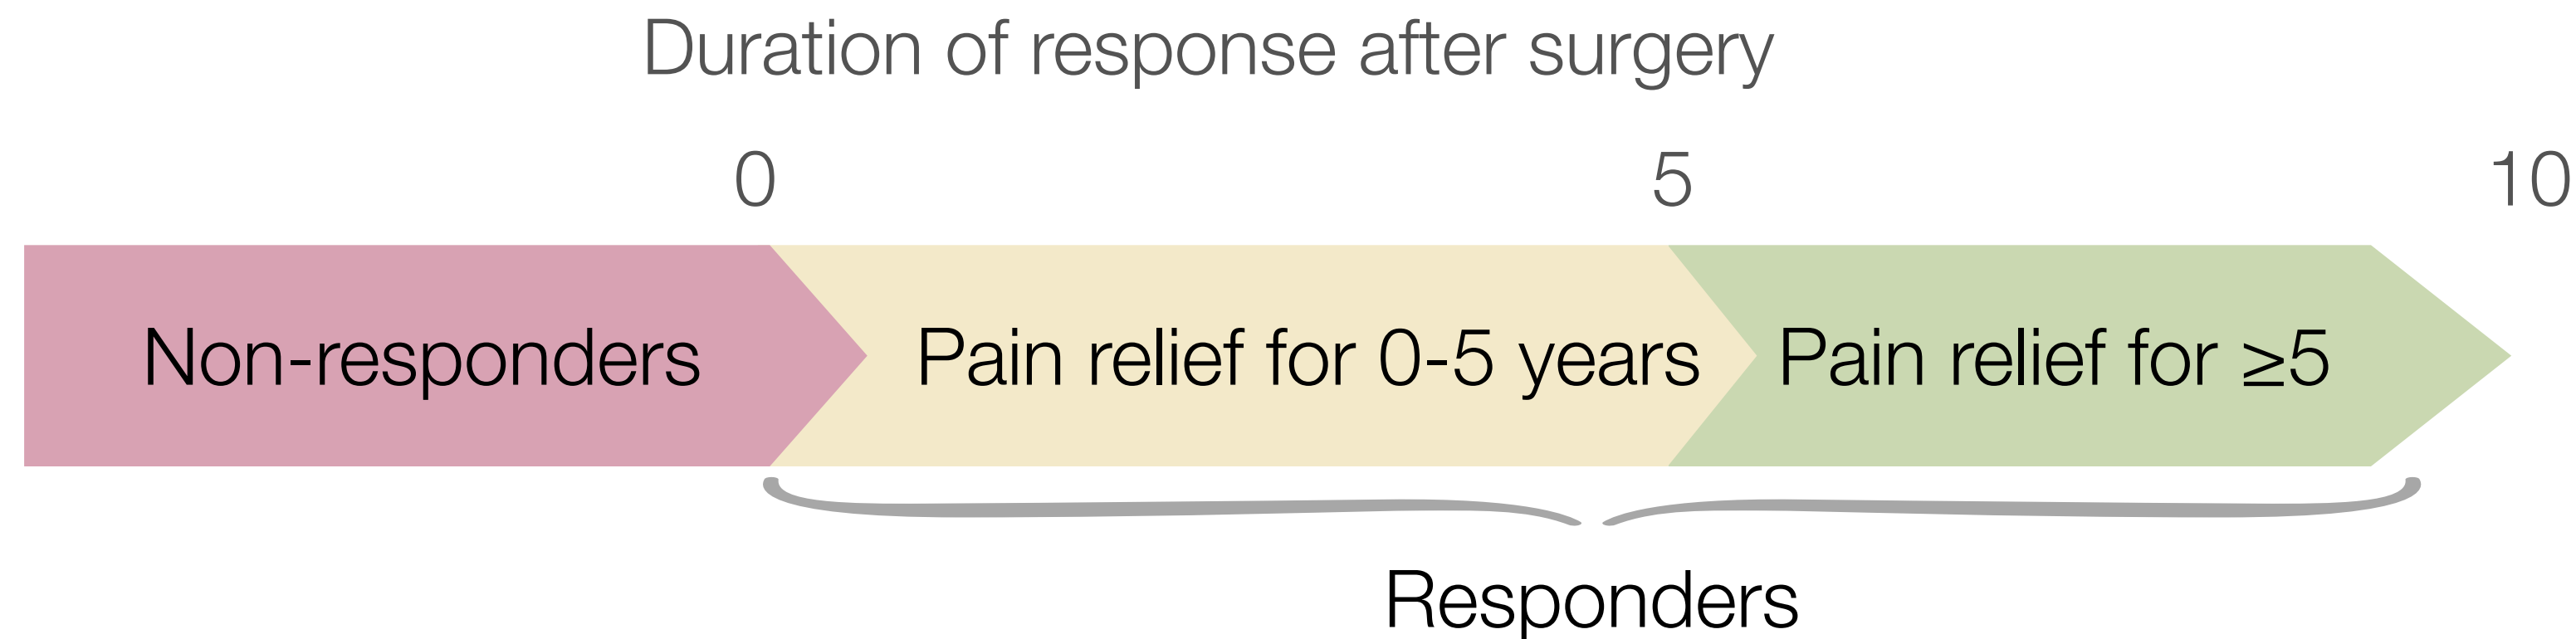 Duration of response after surgery
0 5 10
Non-responders Pain relief for 0-5 years Pain relief for ≥5
Responders